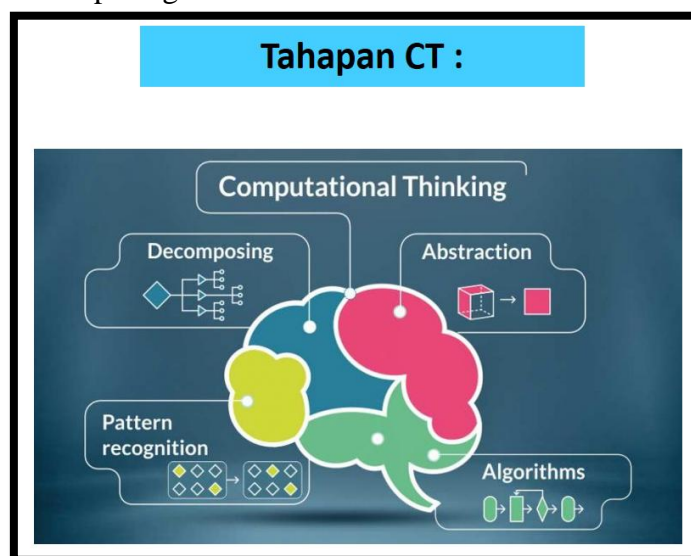 Tahapan CT :
Computational Thinking
Decomposing
Abstraction
Pattern
recognition
Algorithms